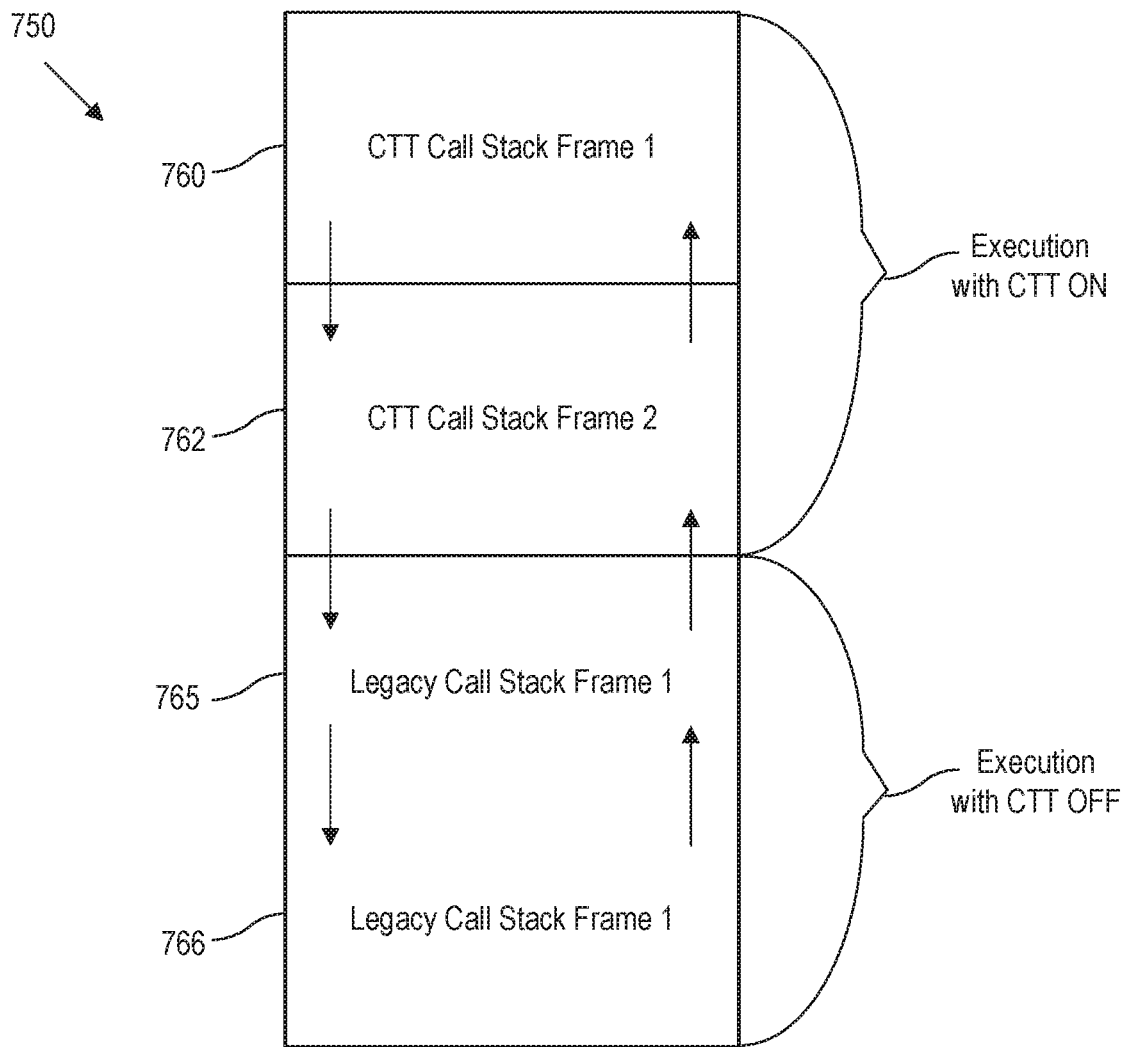 750
760
CTT Call Stack Frame 1
Execution
with CTT ON
762
CTT Call Stack Frame 2
765
Legacy Call Stack Frame 1
Execution
with CTT OFF
766
Legacy Call Stack Frame 1